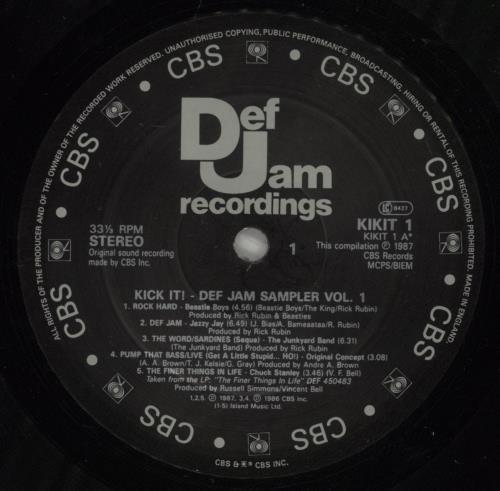 ALL RIGHTS OF THE PRODUCER AND OF THE OWNER OF THE RECORDED WORK RESERVED. UNAUTHORISED COPYING, PUBLIC PERFORMANCE, BROADCASTING, HIRING OR RENTAL OF THIS RECORDING PROHIBITED. MADE IN ENGLAND.
CBS
CBS
CBS
CBS
CBS
CBS
CBS
CBS
Def
Jam
recordings
33⅓ RPM
STEREO
Original sound recording
made by CBS Inc.
1
LC 8427
KIKIT 1
KIKIT 1 A*
This compilation ℗ 1987
CBS Records
MCPS/BIEM
KICK IT! - DEF JAM SAMPLER VOL. 1
1. ROCK HARD - Beastie Boys (4.56) (Beastie Boys/The King/Rick Rubin)
Produced by Rick Rubin & Beasties
2. DEF JAM - Jazzy Jay (6.49) (J. Bias/A. Bameaataa/R. Rubin)
Produced by Rick Rubin
3. THE WORD/SARDINES (Segue) - The Junkyard Band (6.31)
(The Junkyard Band) Produced by Rick Rubin
4. PUMP THAT BASS/LIVE (Get A Little Stupid... HO!) - Original Concept (3.08)
(A. A. Brown/T. J. Kelsie/G. Gray) Produced by Andre A. Brown
5. THE FINER THINGS IN LIFE - Chuck Stanley (3.46) (V. F. Bell)
Taken from the LP: "The Finer Things In Life" DEF 450483
Produced by Russell Simmons/Vincent Bell
1,2,5. ℗ 1987, 3,4. ℗ 1986 CBS Inc.
(1-5) Island Music Ltd.
CBS & ⚹® CBS INC.